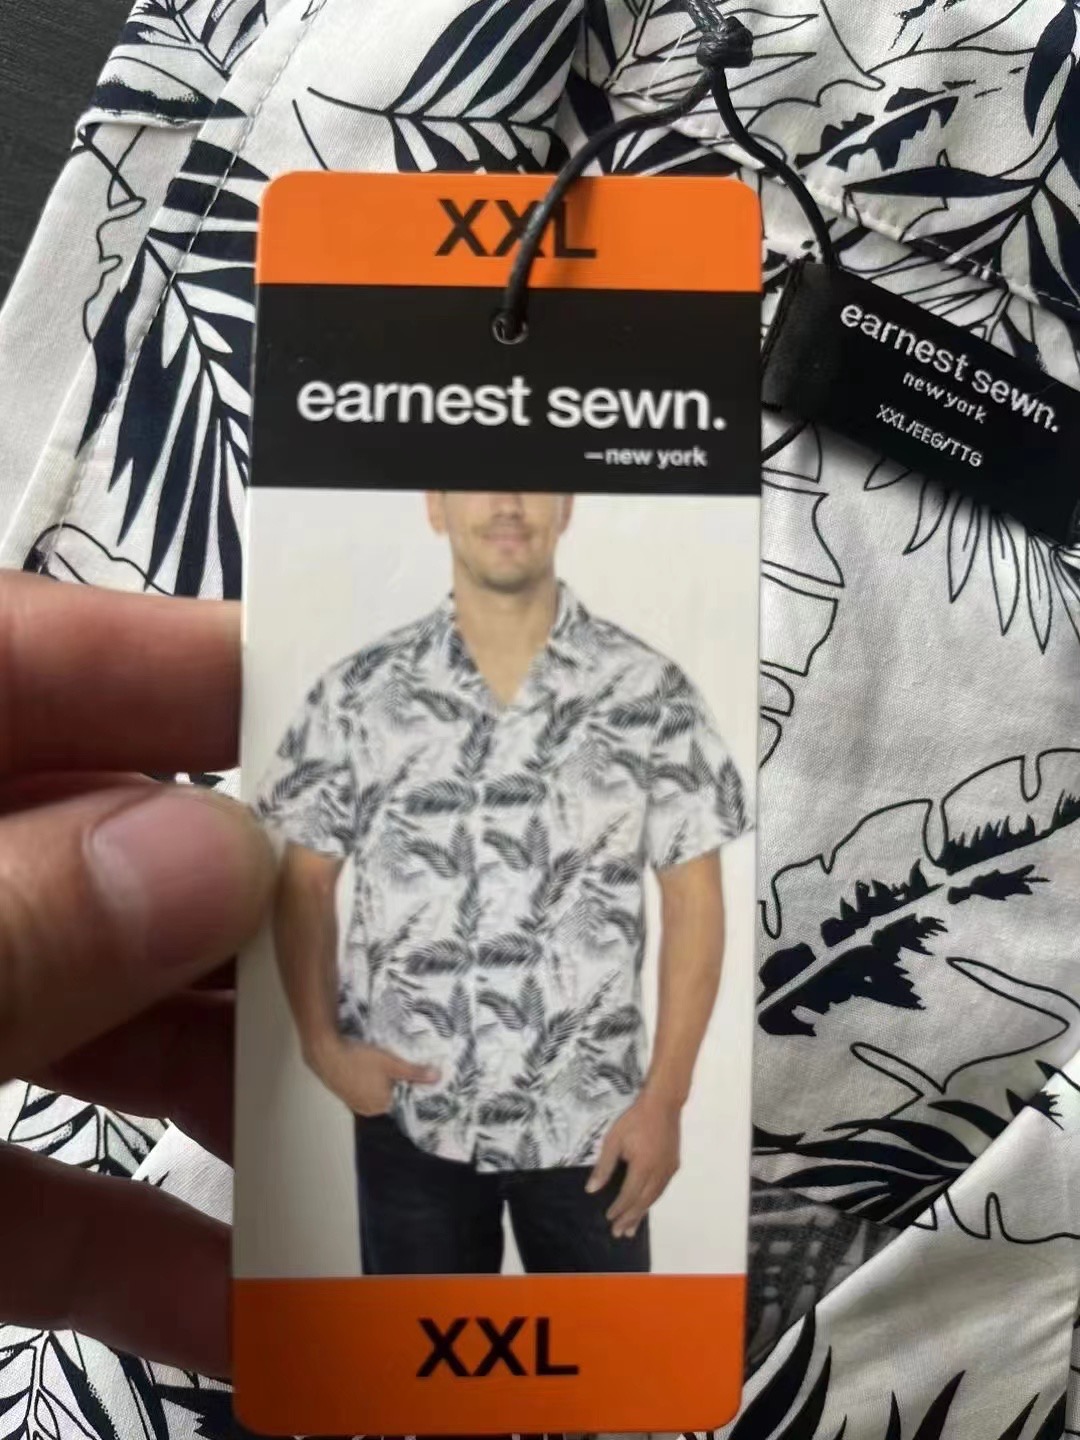 XXL
earnest sewn.
—new york
earnest sewn.
new york
XXL/EEG/TTG
XXL